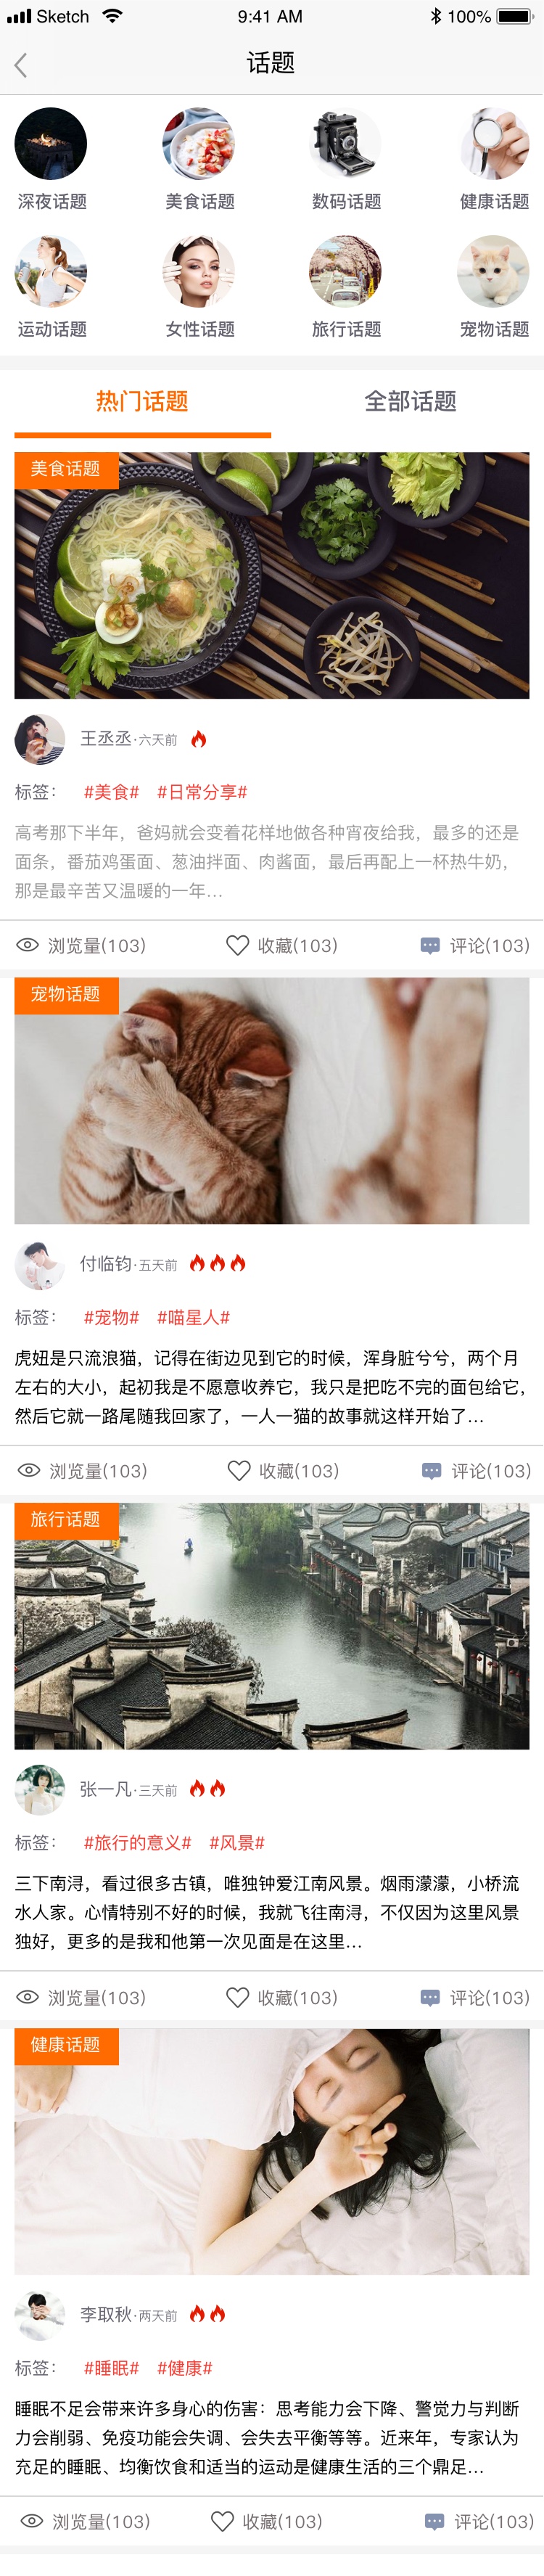 Sketch 9:41 AM 100%
话题
深夜话题 美食话题 数码话题 健康话题
运动话题 女性话题 旅行话题 宠物话题
热门话题 全部话题
美食话题
王丞丞·六天前
标签： #美食# #日常分享#
高考那下半年，爸妈就会变着花样地做各种宵夜给我，最多的还是
面条，番茄鸡蛋面、葱油拌面、肉酱面，最后再配上一杯热牛奶，
那是最辛苦又温暖的一年...
浏览量(103) 收藏(103) 评论(103)
宠物话题
付临钧·五天前
标签： #宠物# #喵星人#
虎妞是只流浪猫，记得在街边见到它的时候，浑身脏兮兮，两个月
左右的大小，起初我是不愿意收养它，我只是把吃不完的面包给它，
然后它就一路尾随我回家了，一人一猫的故事就这样开始了...
浏览量(103) 收藏(103) 评论(103)
旅行话题
张一凡·三天前
标签： #旅行的意义# #风景#
三下南浔，看过很多古镇，唯独钟爱江南风景。烟雨濛濛，小桥流
水人家。心情特别不好的时候，我就飞往南浔，不仅因为这里风景
独好，更多的是我和他第一次见面是在这里...
浏览量(103) 收藏(103) 评论(103)
健康话题
李取秋·两天前
标签： #睡眠# #健康#
睡眠不足会带来许多身心的伤害：思考能力会下降、警觉力与判断
力会削弱、免疫功能会失调、会失去平衡等等。近来年，专家认为
充足的睡眠、均衡饮食和适当的运动是健康生活的三个鼎足...
浏览量(103) 收藏(103) 评论(103)